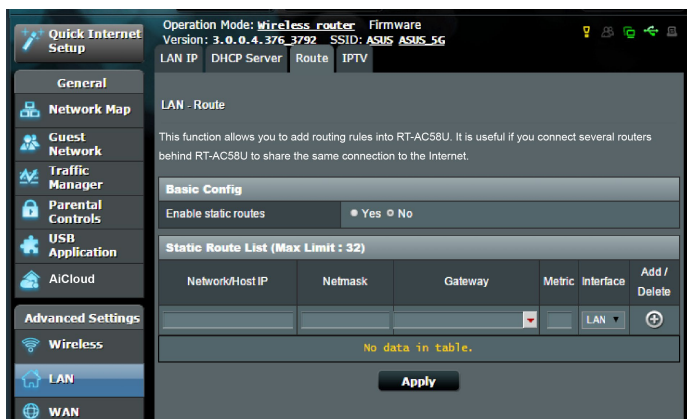 Quick Internet
Setup
General
Network Map
Guest
Network
Traffic
Manager
Parental
Controls
USB
Application
AiCloud
Advanced Settings
Wireless
LAN
WAN
Operation Mode: Wireless router Firmware
Version: 3.0.0.4.376_3792 SSID: ASUS ASUS_5G
LAN IP DHCP Server Route IPTV
LAN - Route
This function allows you to add routing rules into RT-AC58U. It is useful if you connect several routers
behind RT-AC58U to share the same connection to the Internet.
Basic Config
Enable static routes Yes No
Static Route List (Max Limit : 32)
Network/Host IP Netmask Gateway Metric Interface Add /
Delete
LAN
No data in table.
Apply